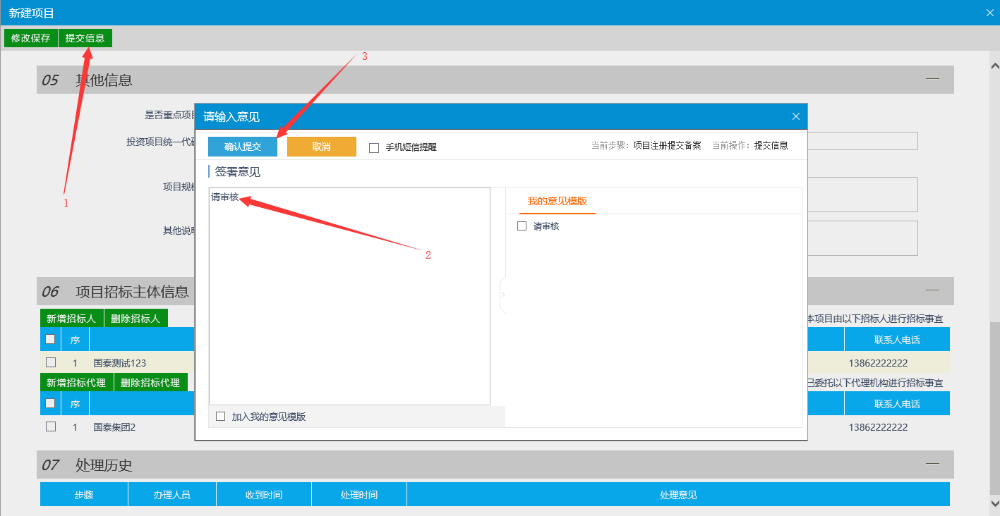 新建项目
修改保存 提交信息
3
05 其他信息
是否重点项目
请输入意见
投资项目统一代码
确认提交 取消 手机短信提醒 当前步骤：项目注册提交备案 当前操作：提交信息
签署意见
项目规模
请审核
我的意见模版
1
请审核
其他说明
2
06 项目招标主体信息
新增招标人 删除招标人 本项目由以下招标人进行招标事宜
序 联系人电话
1 国泰测试123 13862222222
新增招标代理 删除招标代理 已委托以下代理机构进行招标事宜
序 联系人电话
加入我的意见模版
1 国泰集团2 13862222222
07 处理历史
步骤 办理人员 收到时间 处理时间 处理意见